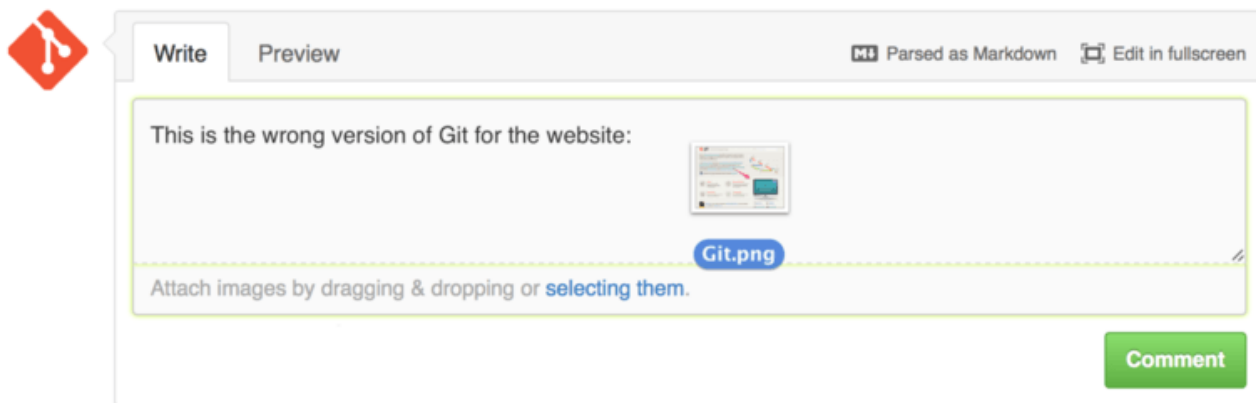 Write Preview Parsed as Markdown Edit in fullscreen
This is the wrong version of Git for the website:
Git.png
Attach images by dragging & dropping or selecting them.
Comment